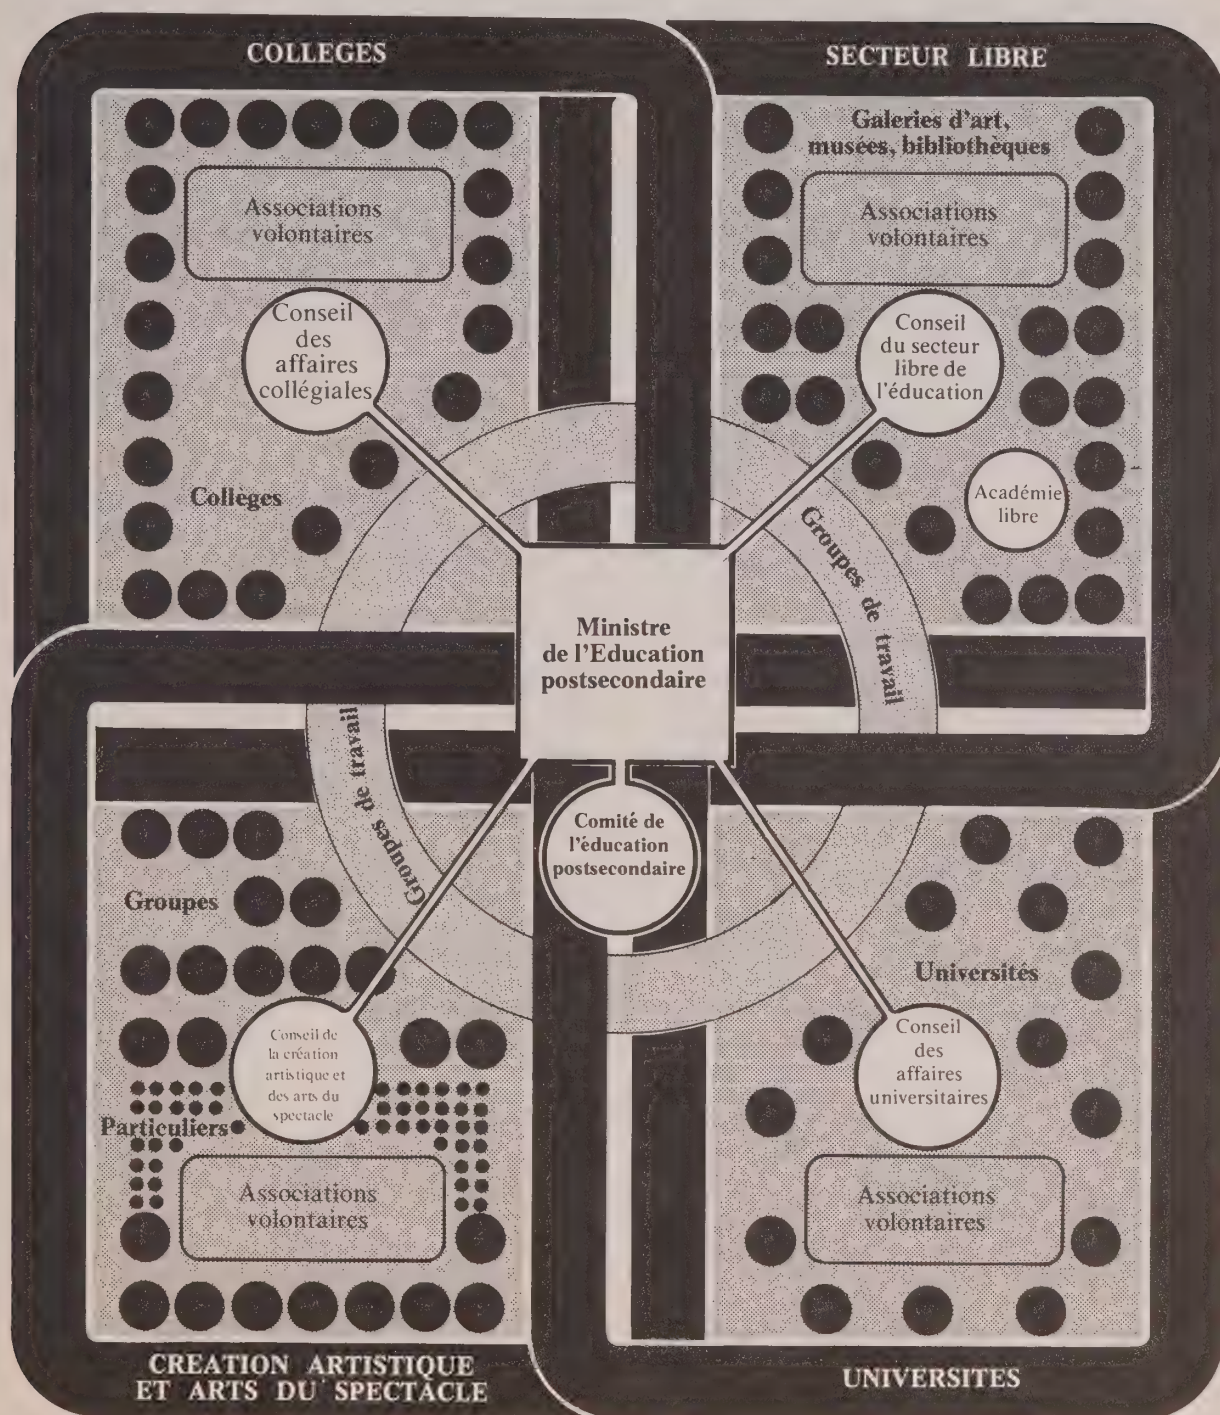 COLLEGES
SECTEUR LIBRE
Associations
volontaires
Conseil
des
affaires
collégiales
Collèges
Galeries d'art,
musées, bibliothèques
Associations
volontaires
Conseil
du secteur
libre de
l'éducation
Académie
libre
Groupes de travail
Ministre
de l'Education
postsecondaire
Groupes de travail
Comité de
l'éducation
postsecondaire
Groupes
Conseil de
la création
artistique et
des arts du
spectacle
Particuliers
Associations
volontaires
Universités
Conseil
des
affaires
universitaires
Associations
volontaires
CREATION ARTISTIQUE
ET ARTS DU SPECTACLE
UNIVERSITES